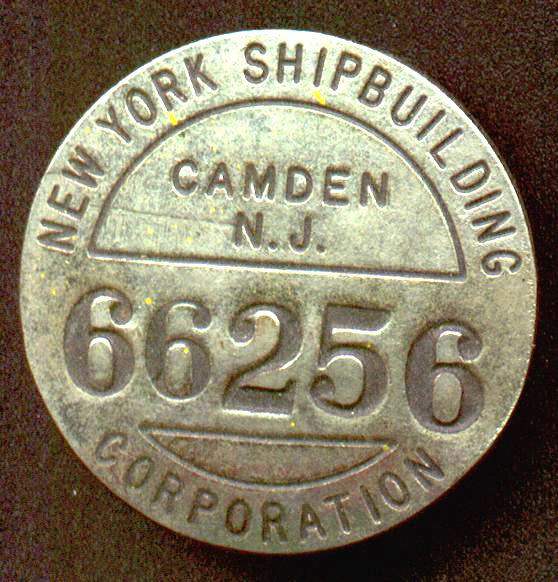 NEW YORK SHIPBUILDING
CAMDEN
N.J.
66256
CORPORATION